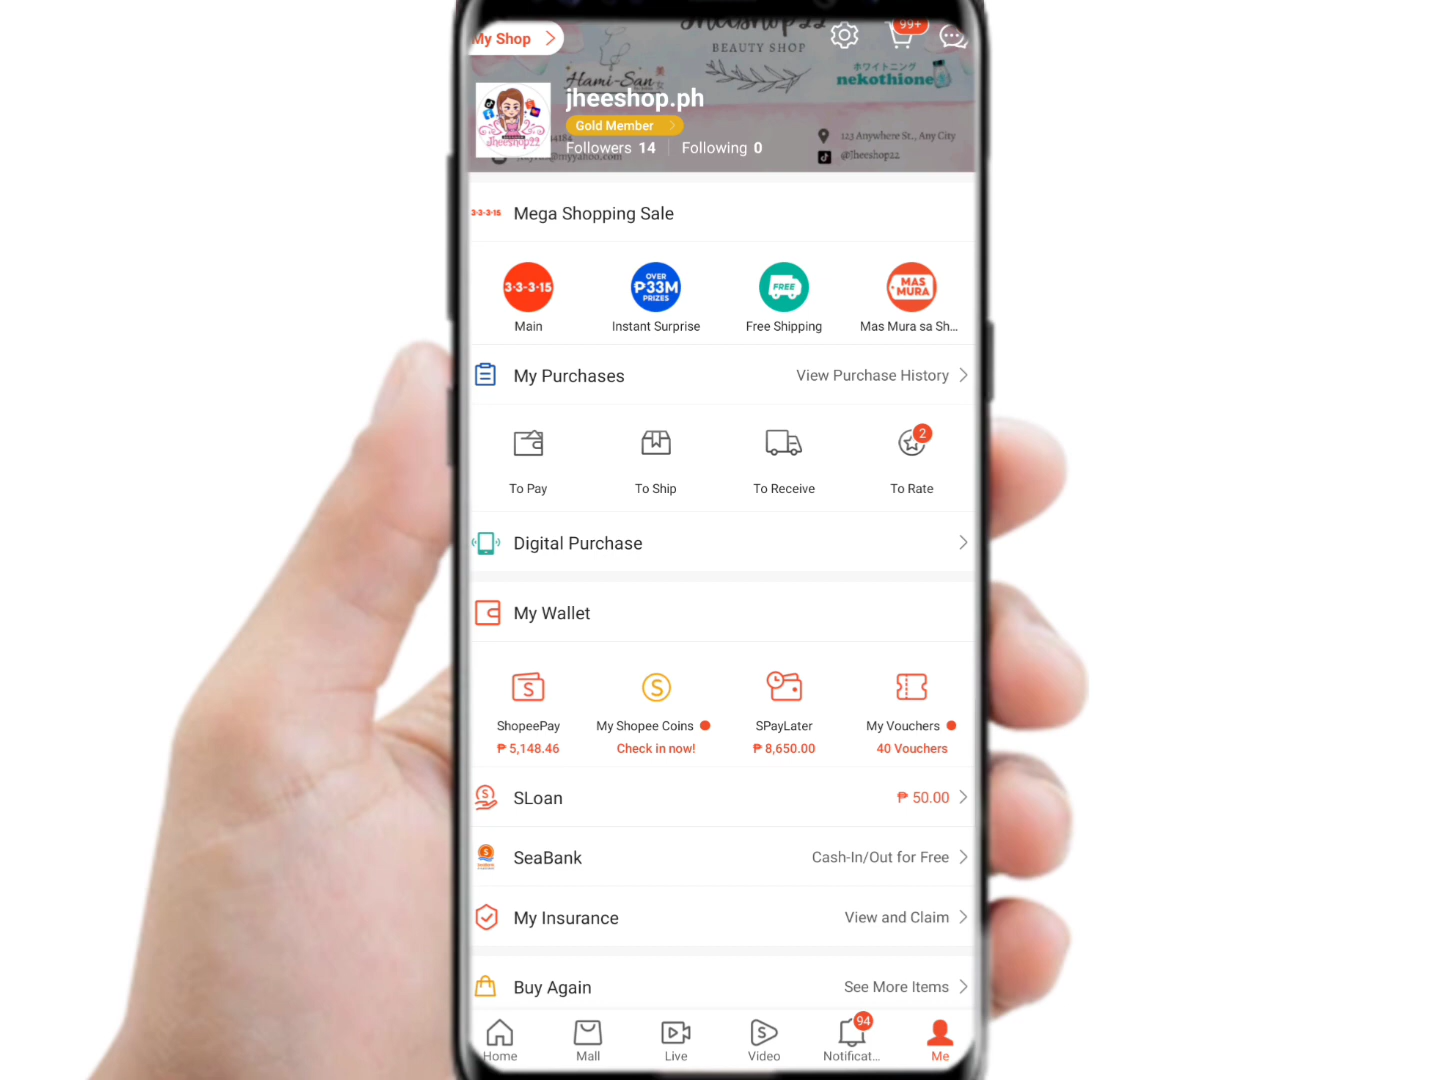 My Shop
99+
Jheeshop22
BEAUTY SHOP
Hami-San
ホワイトニング
nekothione
jheeshop.ph
Gold Member
Followers 14
Following 0
123 Anywhere St., Any City
@Jheeshop22
Jheeshop22
3·3-3·15 Mega Shopping Sale
3·3-3·15
OVER
₱33M
PRIZES
FREE
MAS
MURA
Main
Instant Surprise
Free Shipping
Mas Mura sa Sh...
My Purchases
View Purchase History
2
To Pay
To Ship
To Receive
To Rate
Digital Purchase
My Wallet
ShopeePay
My Shopee Coins
SPayLater
My Vouchers
₱ 5,148.46
Check in now!
₱ 8,650.00
40 Vouchers
SLoan
₱ 50.00
SeaBank
Cash-In/Out for Free
My Insurance
View and Claim
Buy Again
See More Items
94
Home
Mall
Live
Video
Notificat...
Me